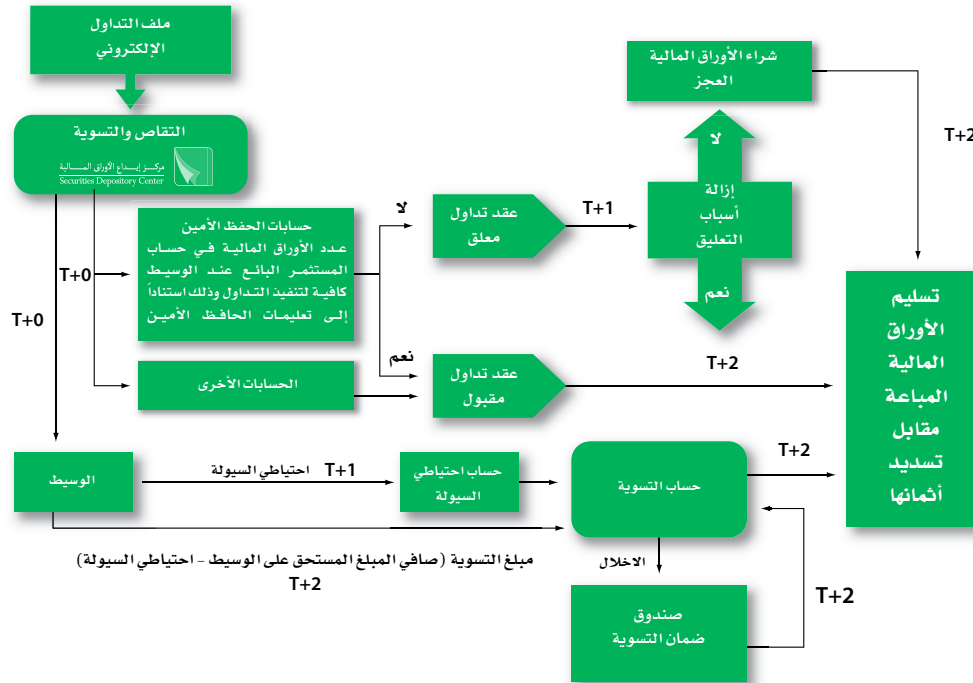 ملف التداول
الإلكتروني
التقاص والتسوية
مركز إيداع الأوراق المالية
Securities Depository Center
شراء الأوراق المالية
العجز
T+2
لا
إزالة
أسباب
التعليق
نعم
T+1
عقد تداول
معلق
لا
حسابات الحفظ الأمين
عدد الأوراق المالية في حساب
المستثمر البائع عند الوسيط
كافية لتنفيذ التداول وذلك استناداً
إلى تعليمات الحافظ الأمين
T+0
T+0
نعم
الحسابات الأخرى
عقد تداول
مقبول
T+2
تسليم
الأوراق
المالية
المباعة
مقابل
تسديد
أثمانها
الوسيط
احتياطي السيولة T+1
حساب احتياطي
السيولة
حساب التسوية
T+2
مبلغ التسوية (صافي المبلغ المستحق على الوسيط – احتياطي السيولة)
T+2
الاخلال
صندوق
ضمان التسوية
T+2